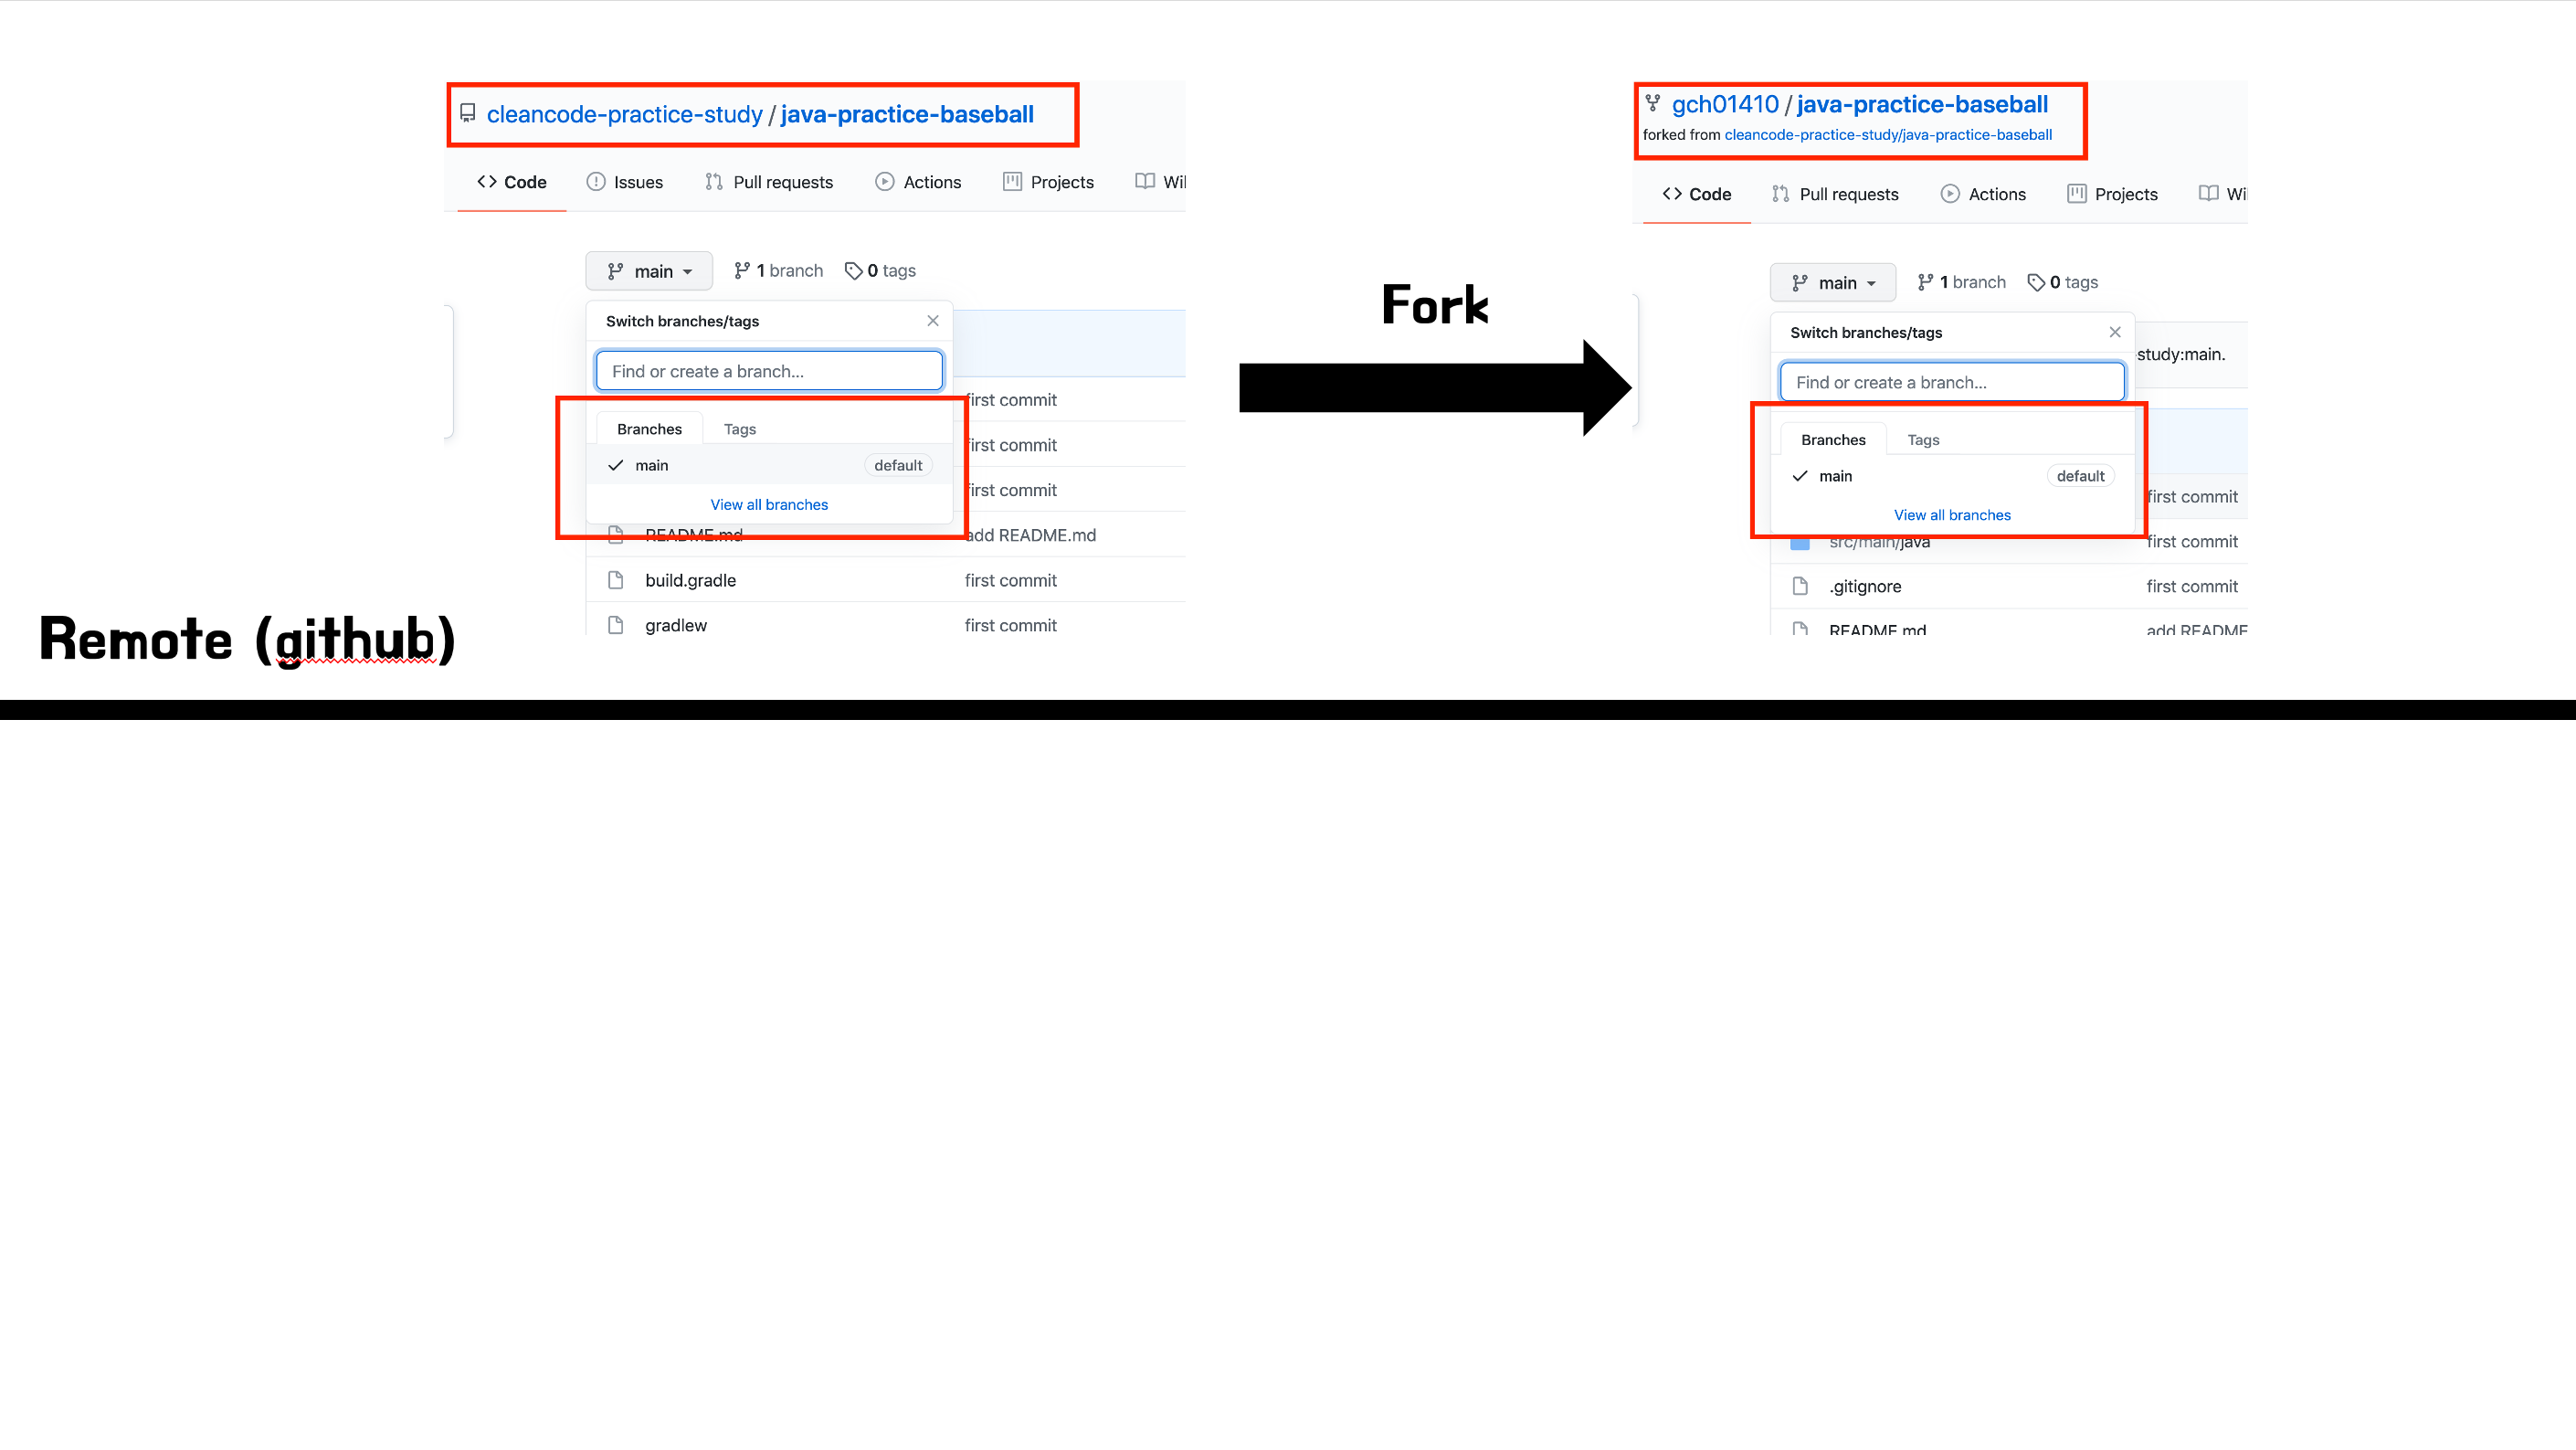 cleancode-practice-study / java-practice-baseball
Code Issues Pull requests Actions Projects Wil
main 1 branch 0 tags
Switch branches/tags
Find or create a branch...
first commit
Branches Tags
first commit
main default
first commit
View all branches
README.md add README.md
build.gradle first commit
gradlew first commit
Remote (github)
Fork
gch01410 / java-practice-baseball
forked from cleancode-practice-study/java-practice-baseball
Code Pull requests Actions Projects Wi
main 1 branch 0 tags
Switch branches/tags
-study:main.
Find or create a branch...
Branches Tags
main default
first commit
View all branches
src/main/java first commit
.gitignore first commit
README.md add README